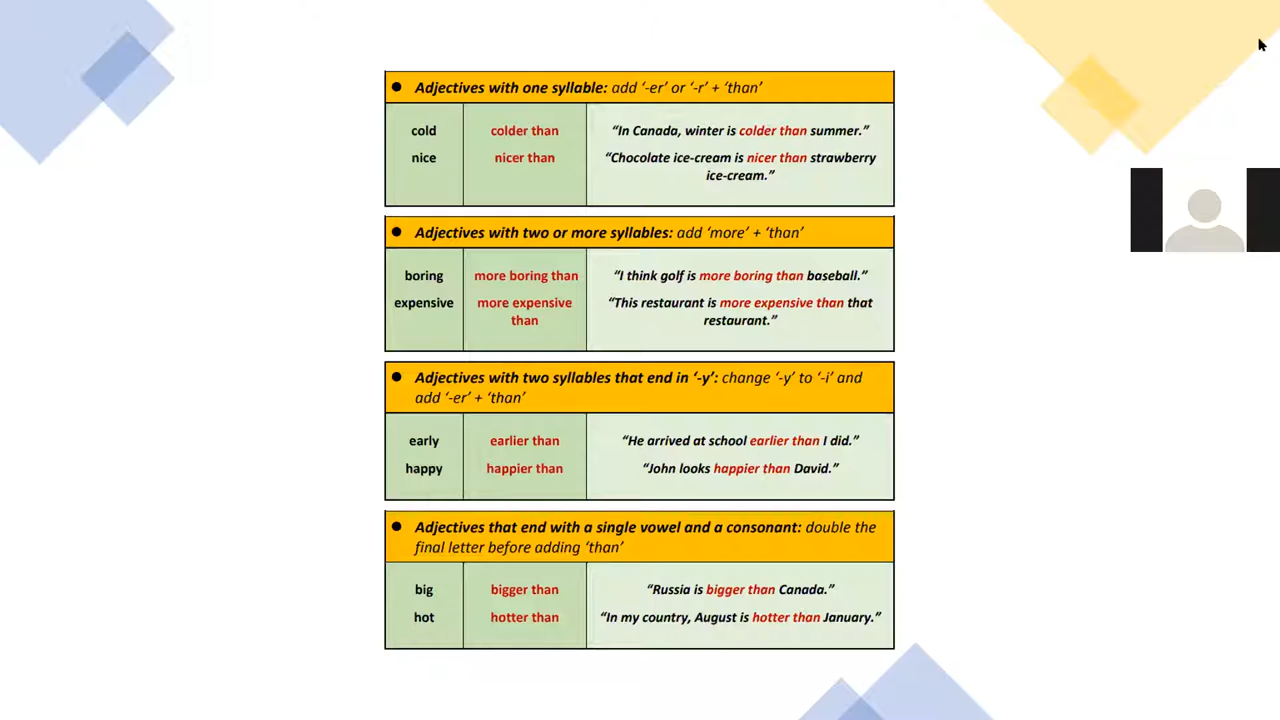 ● Adjectives with one syllable: add ‘-er’ or ‘-r’ + ‘than’
cold colder than “In Canada, winter is colder than summer.”
nice nicer than “Chocolate ice-cream is nicer than strawberry
ice-cream.”
● Adjectives with two or more syllables: add ‘more’ + ‘than’
boring more boring than “I think golf is more boring than baseball.”
expensive more expensive “This restaurant is more expensive than that
than restaurant.”
● Adjectives with two syllables that end in ‘-y’: change ‘-y’ to ‘-i’ and
add ‘-er’ + ‘than’
early earlier than “He arrived at school earlier than I did.”
happy happier than “John looks happier than David.”
● Adjectives that end with a single vowel and a consonant: double the
final letter before adding ‘than’
big bigger than “Russia is bigger than Canada.”
hot hotter than “In my country, August is hotter than January.”